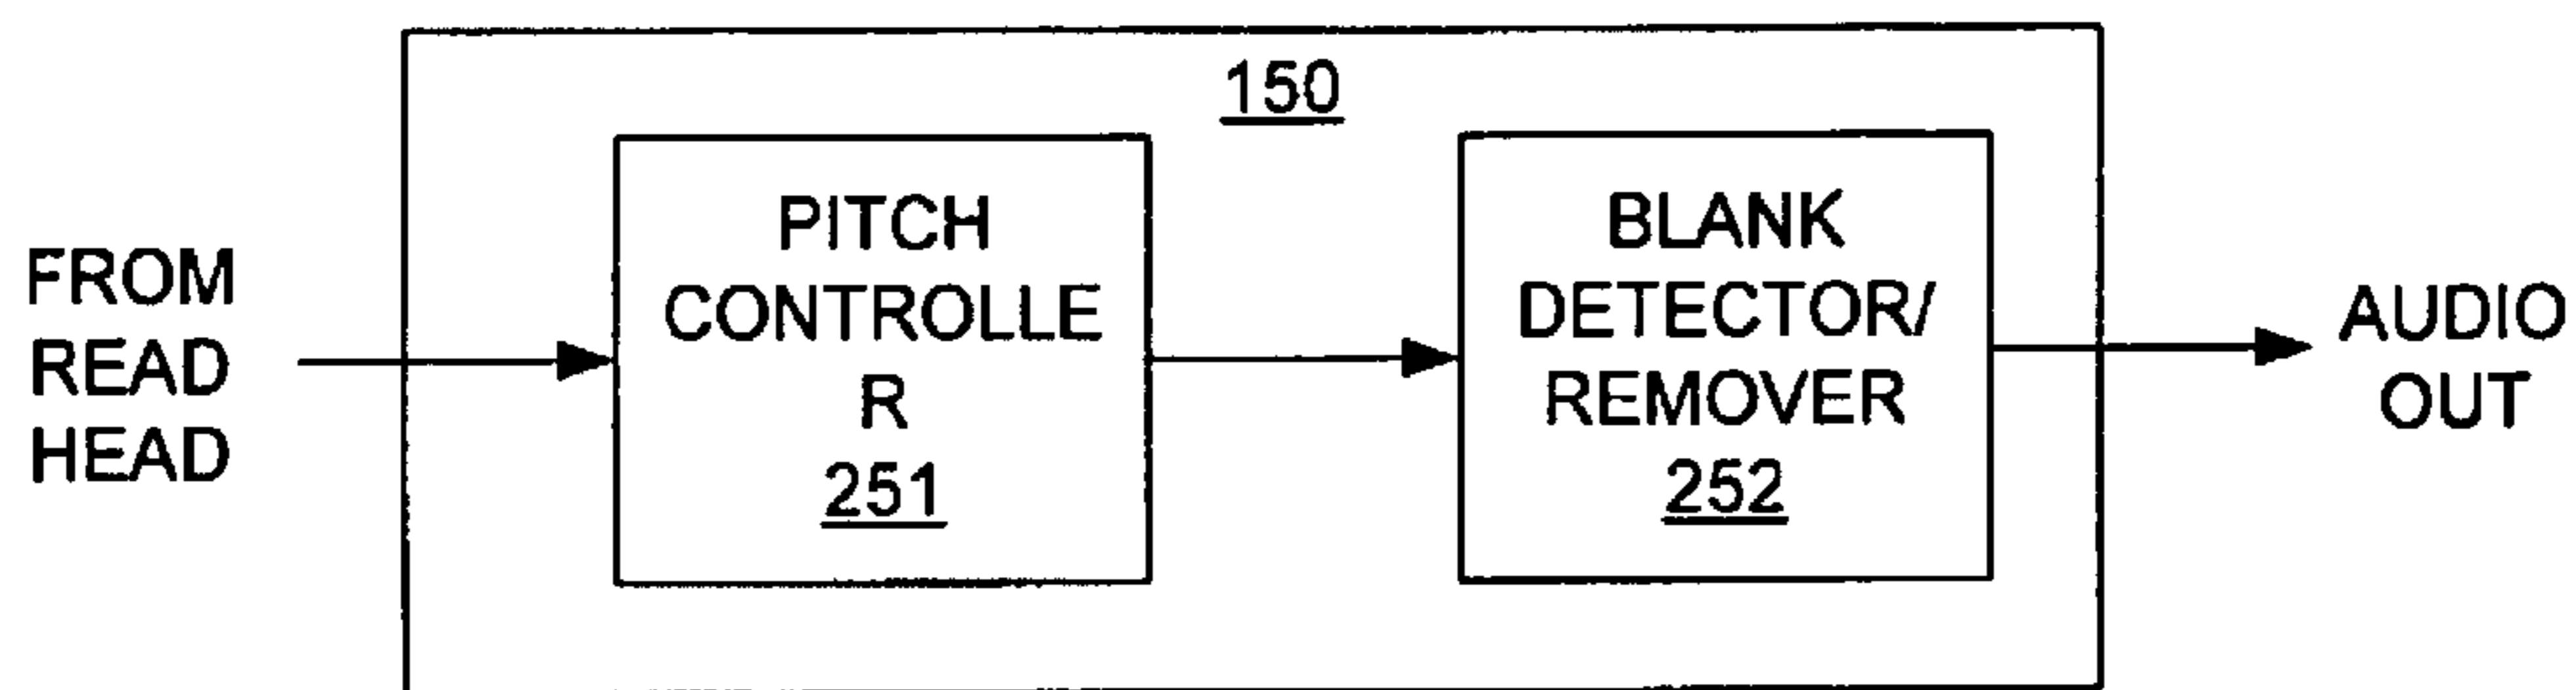 150
FROM
READ
HEAD
PITCH
CONTROLLE
R
251
BLANK
DETECTOR/
REMOVER
252
AUDIO
OUT